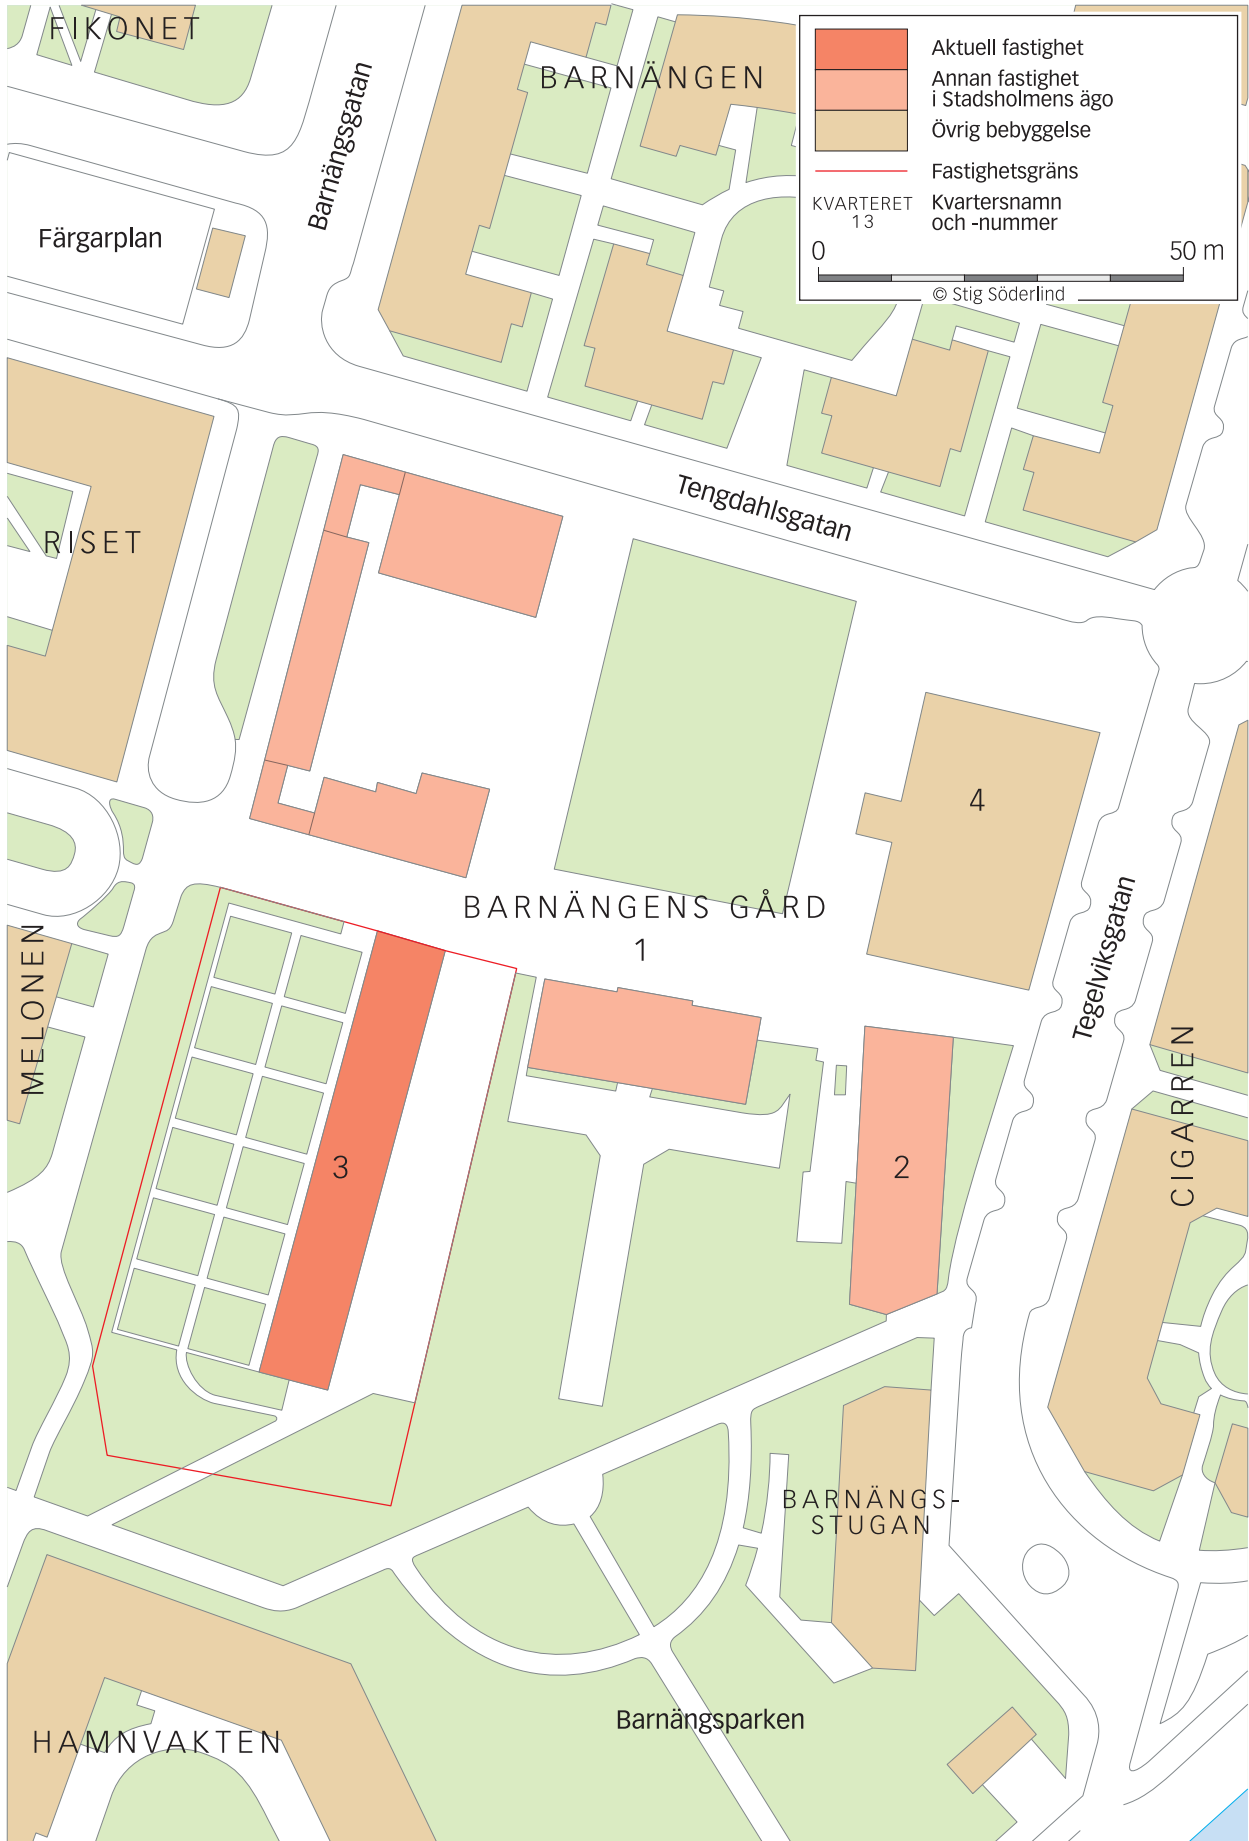 FIKONET
BARNÄNGEN
Barnängsgatan
Färgarplan
Aktuell fastighet
Annan fastighet
i Stadsholmens ägo
Övrig bebyggelse
Fastighetsgräns
KVARTERET
13
Kvartersnamn
och -nummer
0
50 m
© Stig Söderlind
RISET
Tengdahlsgatan
4
BARNÄNGENS GÅRD
1
MELONEN
Tegelviksgatan
CIGARREN
3
2
BARNÄNGS-
STUGAN
Barnängsparken
HAMNVAKTEN